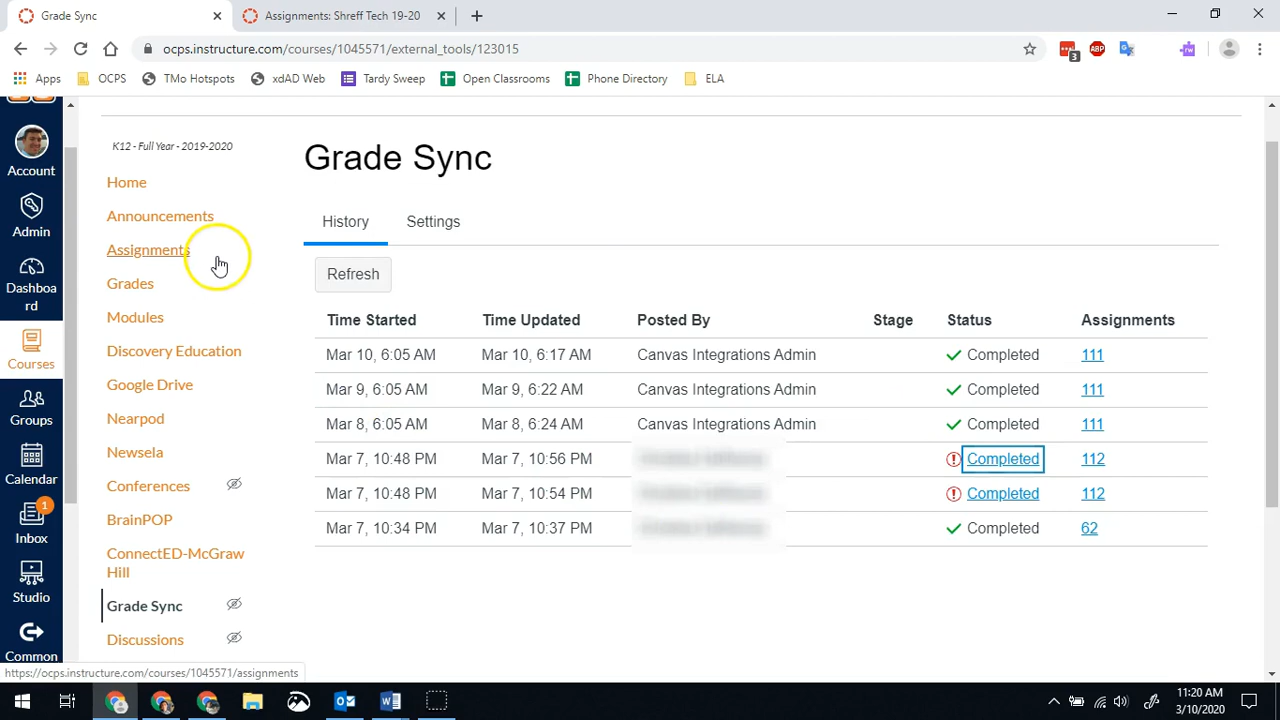 Grade Sync
Assignments: Shreff Tech 19-20
ocps.instructure.com/courses/1045571/external_tools/123015
3
ABP
rw
Apps
OCPS
TMo Hotspots
xdAD Web
Tardy Sweep
Open Classrooms
Phone Directory
ELA
Account
Admin
Dashboa
rd
Courses
Groups
Calendar
1
Inbox
Studio
Common
K12 - Full Year - 2019-2020
Home
Announcements
Assignments
Grades
Modules
Discovery Education
Google Drive
Nearpod
Newsela
Conferences
BrainPOP
ConnectED-McGraw
Hill
Grade Sync
Discussions
Grade Sync
History Settings
Refresh
Time Started Time Updated Posted By Stage Status Assignments
Mar 10, 6:05 AM Mar 10, 6:17 AM Canvas Integrations Admin Completed 111
Mar 9, 6:05 AM Mar 9, 6:22 AM Canvas Integrations Admin Completed 111
Mar 8, 6:05 AM Mar 8, 6:24 AM Canvas Integrations Admin Completed 111
Mar 7, 10:48 PM Mar 7, 10:56 PM Completed 112
Mar 7, 10:48 PM Mar 7, 10:54 PM Completed 112
Mar 7, 10:34 PM Mar 7, 10:37 PM Completed 62
https://ocps.instructure.com/courses/1045571/assignments
11:20 AM
3/10/2020